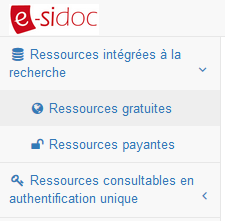 e-sidoc
Ressources intégrées à la
recherche
Ressources gratuites
Ressources payantes
Ressources consultables en
authentification unique